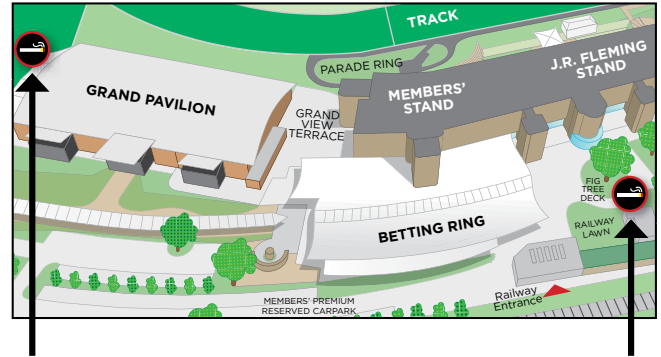 TRACK
PARADE RING
J.R. FLEMING
STAND
MEMBERS'
STAND
GRAND PAVILION
GRAND
VIEW
TERRACE
FIG
TREE
DECK
BETTING RING
RAILWAY
LAWN
Railway
Entrance
MEMBERS' PREMIUM
RESERVED CARPARK